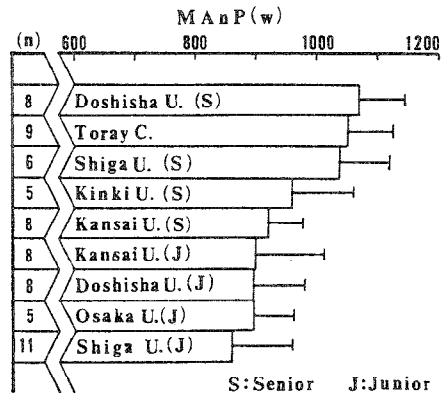 MAnP(w)
(n) 600 800 1000 1200
8 Doshisha U. (S)
9 Toray C.
6 Shiga U. (S)
5 Kinki U. (S)
8 Kansai U. (S)
8 Kansai U. (J)
8 Doshisha U. (J)
5 Osaka U. (J)
11 Shiga U. (J)
S:Senior J:Junior